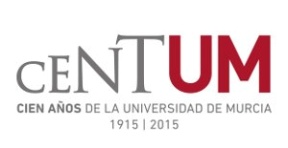 CENTUM
CIEN AÑOS DE LA UNIVERSIDAD DE MURCIA
1915 | 2015